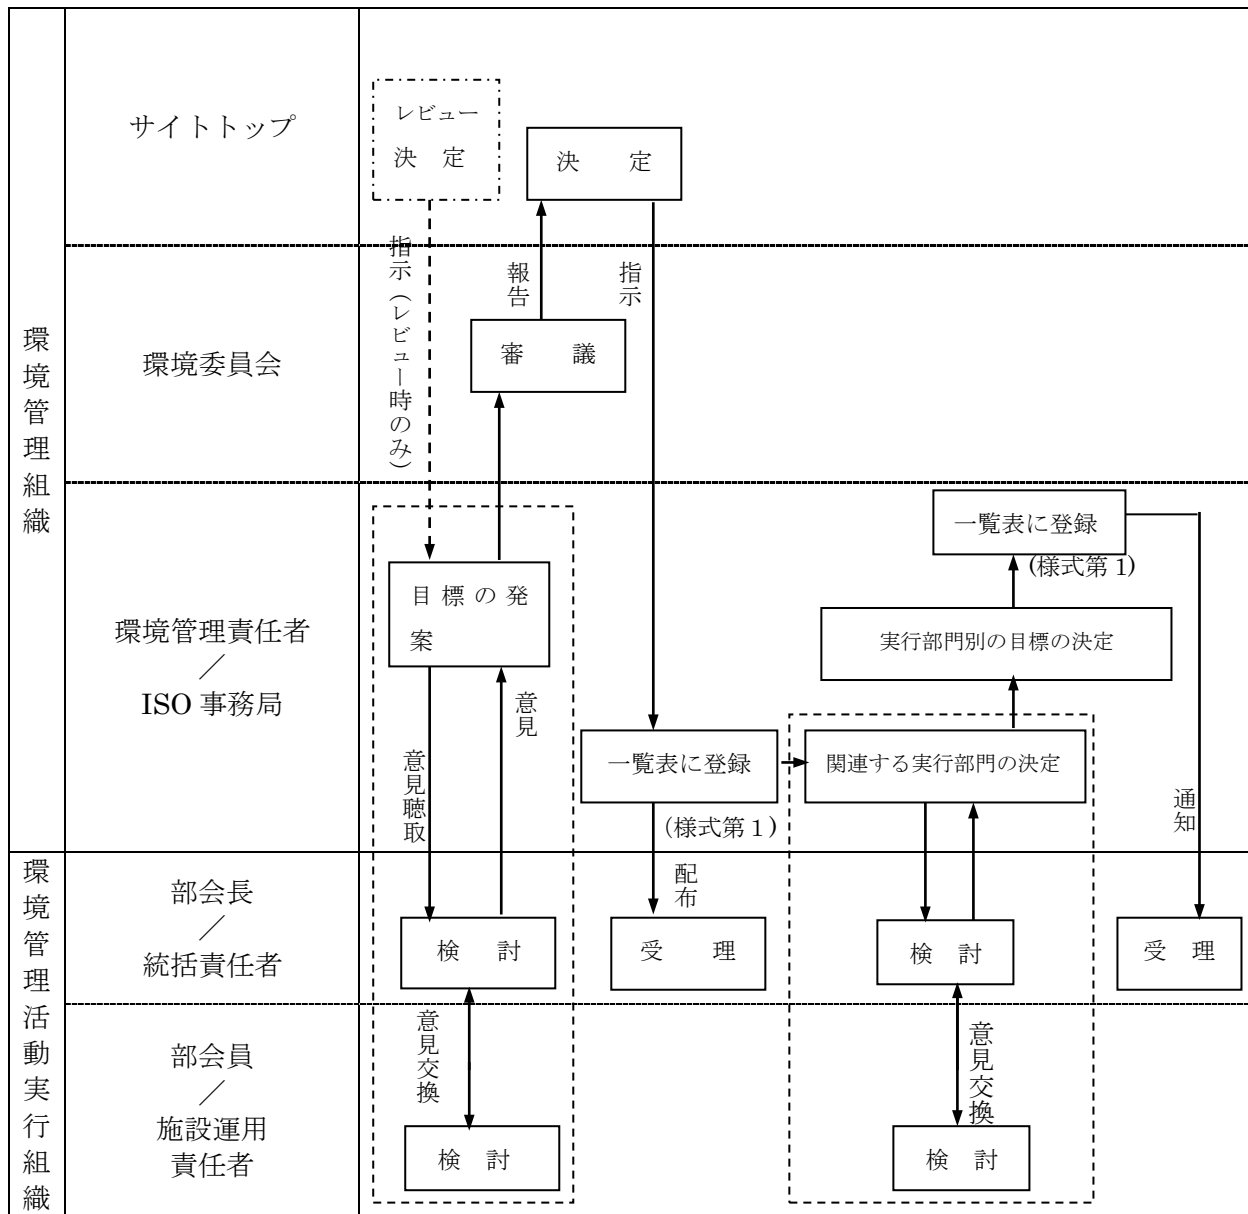 環境管理組織
サイトトップ
レビュー
決　定
決　　定
指示（レビュー時のみ）
報告
指示
環境委員会
審　　議
環境管理責任者
／
ISO 事務局
目標の発
案
意見聴取
意見
一覧表に登録
(様式第１)
一覧表に登録
(様式第 1)
実行部門別の目標の決定
関連する実行部門の決定
通知
環境管理活動実行組織
部会長
／
統括責任者
検　討
配布
受　　理
検　討
受　理
部会員
／
施設運用
責任者
意見交換
検　討
意見交換
検　討